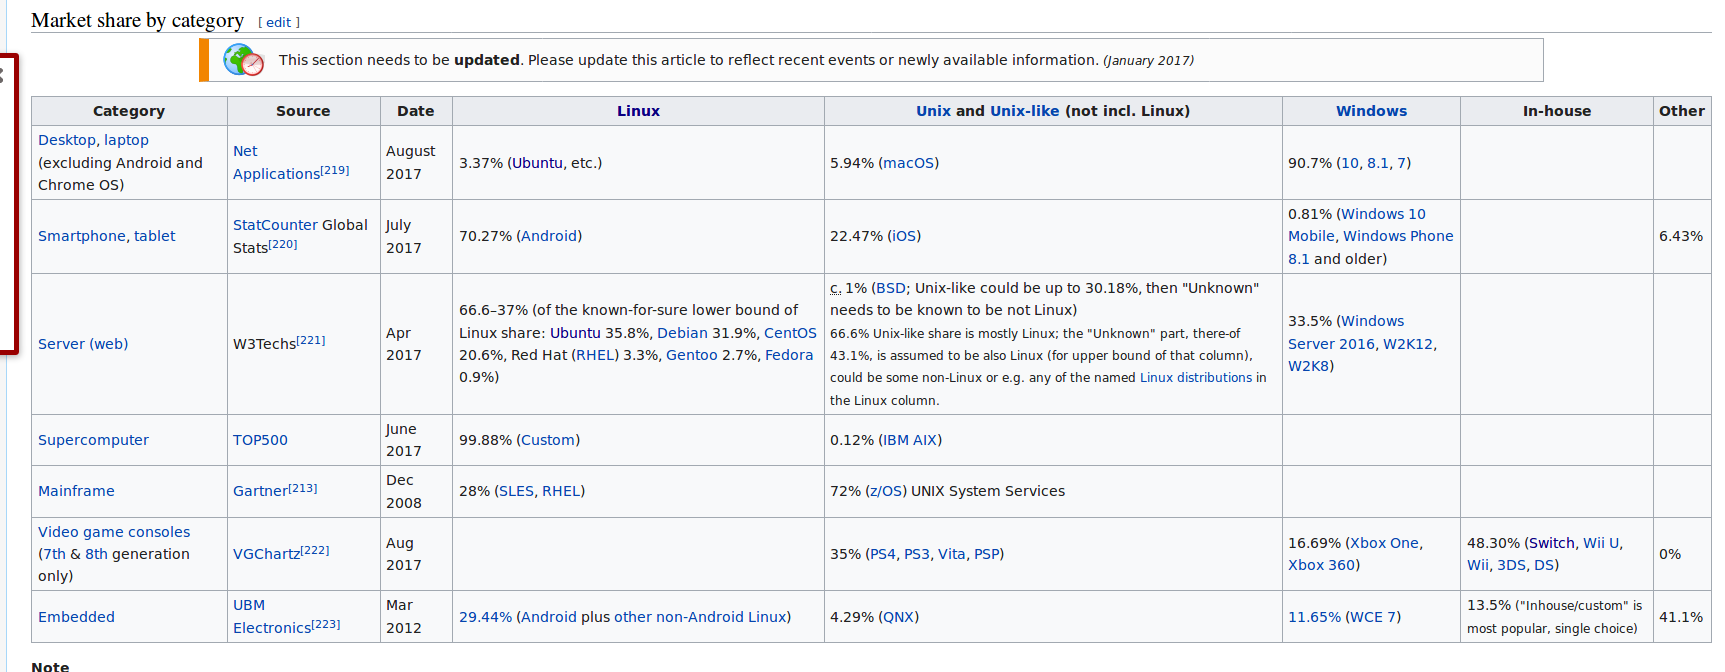 Market share by category [ edit ]
This section needs to be updated. Please update this article to reflect recent events or newly available information. (January 2017)
Category Source Date Linux Unix and Unix-like (not incl. Linux) Windows In-house Other
Desktop, laptop
(excluding Android and
Chrome OS)
Net
Applications[219]
August
2017
3.37% (Ubuntu, etc.)
5.94% (macOS)
90.7% (10, 8.1, 7)
Smartphone, tablet
StatCounter Global
Stats[220]
July
2017
70.27% (Android)
22.47% (iOS)
0.81% (Windows 10
Mobile, Windows Phone
8.1 and older)
6.43%
Server (web)
W3Techs[221]
Apr
2017
66.6–37% (of the known-for-sure lower bound of
Linux share: Ubuntu 35.8%, Debian 31.9%, CentOS
20.6%, Red Hat (RHEL) 3.3%, Gentoo 2.7%, Fedora
0.9%)
c. 1% (BSD; Unix-like could be up to 30.18%, then "Unknown"
needs to be known to be not Linux)
66.6% Unix-like share is mostly Linux; the "Unknown" part, there-of
43.1%, is assumed to be also Linux (for upper bound of that column),
could be some non-Linux or e.g. any of the named Linux distributions in
the Linux column.
33.5% (Windows
Server 2016, W2K12,
W2K8)
Supercomputer
TOP500
June
2017
99.88% (Custom)
0.12% (IBM AIX)
Mainframe
Gartner[213]
Dec
2008
28% (SLES, RHEL)
72% (z/OS) UNIX System Services
Video game consoles
(7th & 8th generation
only)
VGChartz[222]
Aug
2017
35% (PS4, PS3, Vita, PSP)
16.69% (Xbox One,
Xbox 360)
48.30% (Switch, Wii U,
Wii, 3DS, DS)
0%
Embedded
UBM
Electronics[223]
Mar
2012
29.44% (Android plus other non-Android Linux)
4.29% (QNX)
11.65% (WCE 7)
13.5% ("Inhouse/custom" is
most popular, single choice)
41.1%
Note